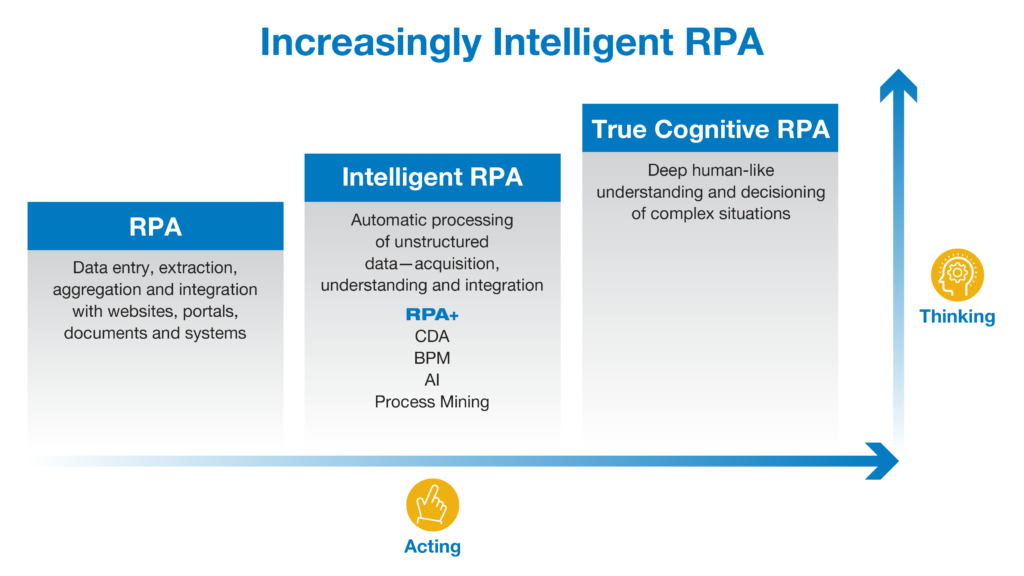 Increasingly Intelligent RPA
RPA
Data entry, extraction,
aggregation and integration
with websites, portals,
documents and systems
Intelligent RPA
Automatic processing
of unstructured
data—acquisition,
understanding and integration
RPA+
CDA
BPM
AI
Process Mining
True Cognitive RPA
Deep human-like
understanding and decisioning
of complex situations
Thinking
Acting